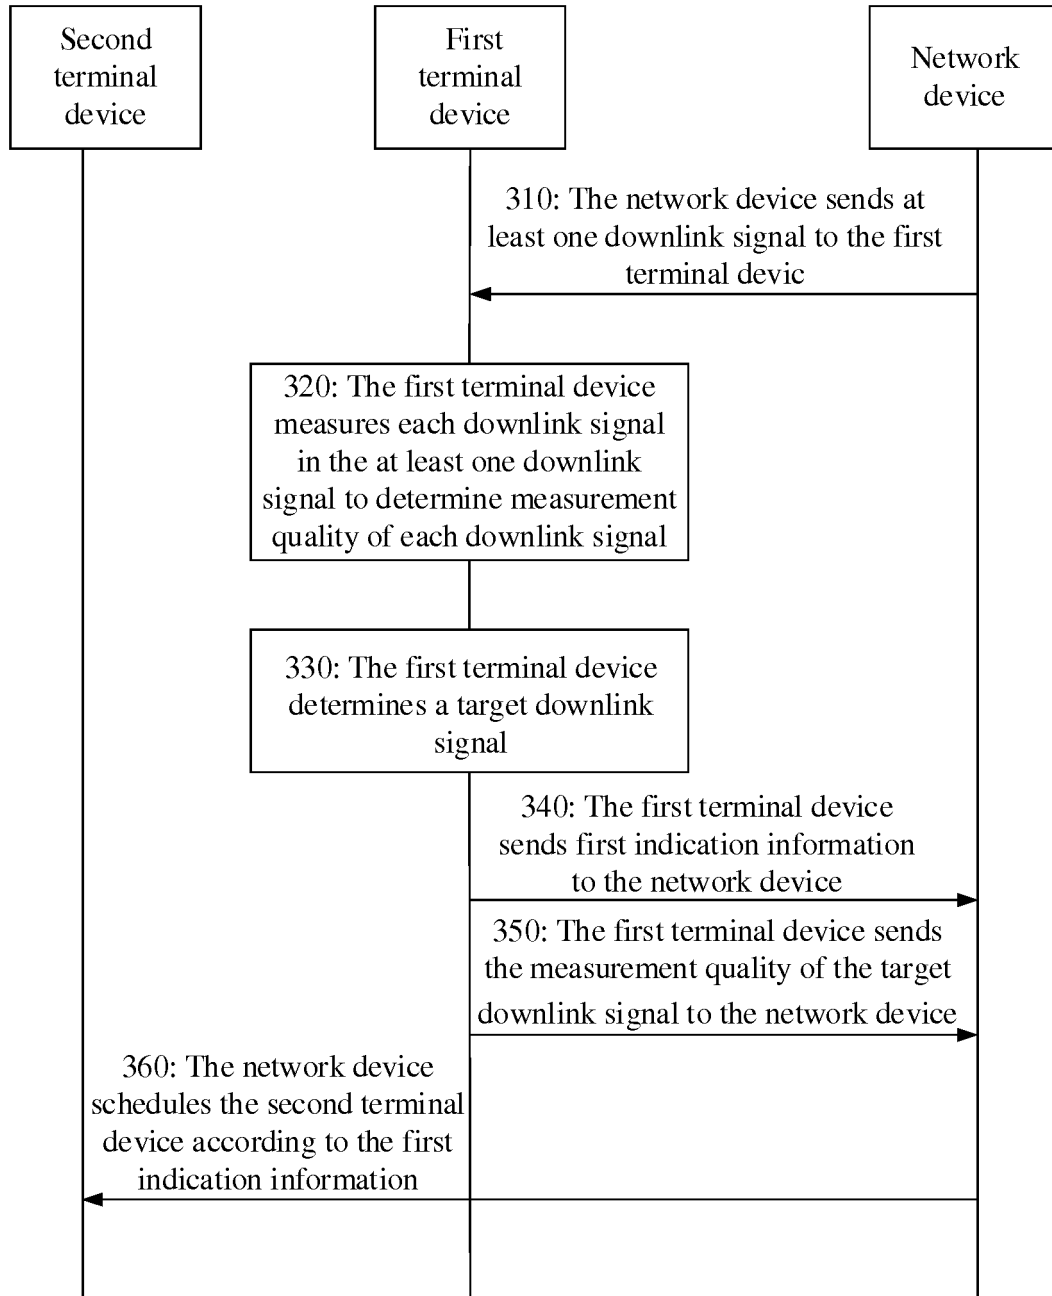 Second
terminal
device
First
terminal
device
Network
device
310: The network device sends at
least one downlink signal to the first
terminal devic
320: The first terminal device
measures each downlink signal
in the at least one downlink
signal to determine measurement
quality of each downlink signal
330: The first terminal device
determines a target downlink
signal
340: The first terminal device
sends first indication information
to the network device
350: The first terminal device sends
the measurement quality of the target
downlink signal to the network device
360: The network device
schedules the second terminal
device according to the first
indication information